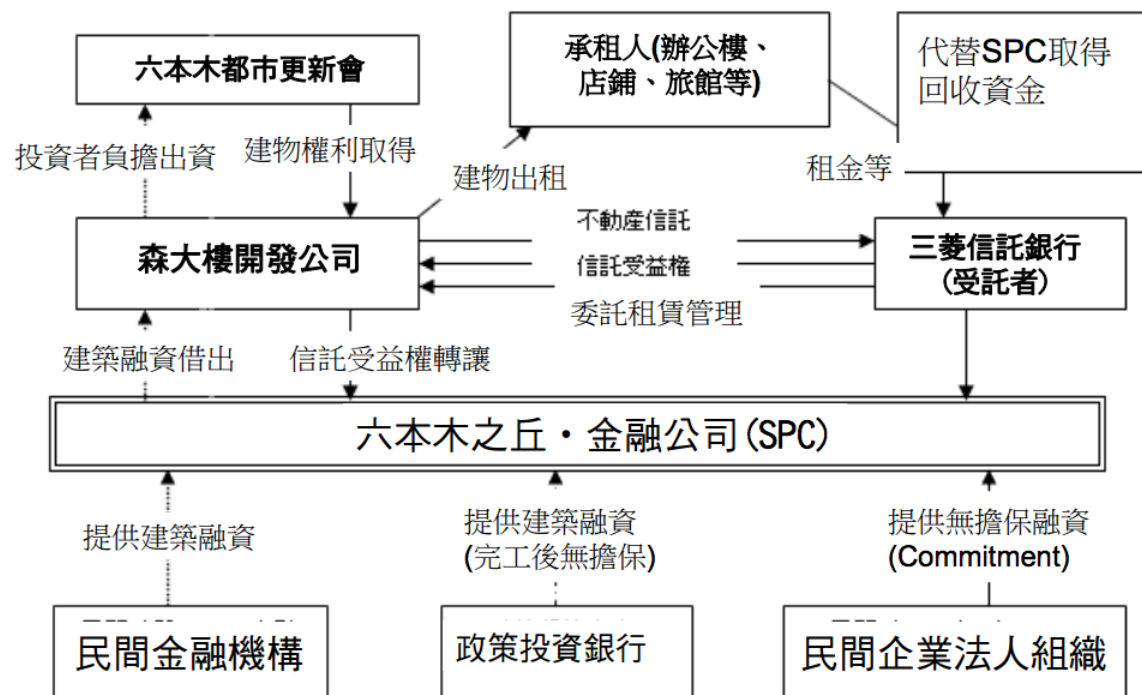 六本木都市更新會
承租人(辦公樓、
店鋪、旅館等)
代替SPC取得
回收資金
投資者負擔出資
建物權利取得
建物出租
租金等
森大樓開發公司
不動産信託
信託受益権
委託租賃管理
三菱信託銀行
(受託者)
建築融資借出
信託受益權轉讓
六本木之丘・金融公司(SPC)
提供建築融資
提供建築融資
(完工後無擔保)
提供無擔保融資
(Commitment)
民間金融機構
政策投資銀行
民間企業法人組織